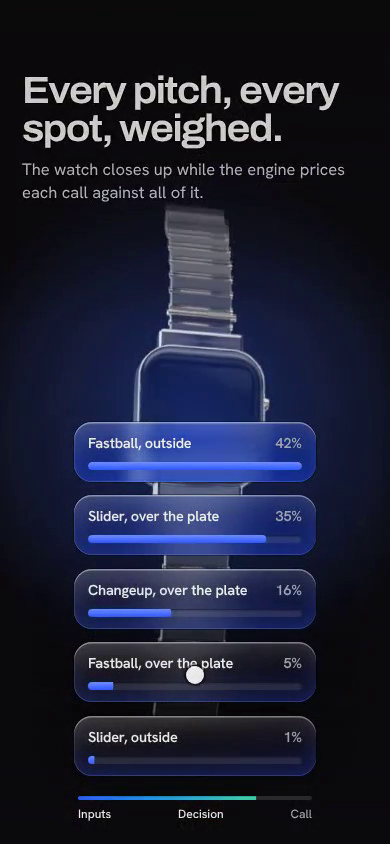 Every pitch, every
spot, weighed.
The watch closes up while the engine prices
each call against all of it.
Fastball, outside 42%
Slider, over the plate 35%
Changeup, over the plate 16%
Fastball, over the plate 5%
Slider, outside 1%
Inputs Decision Call